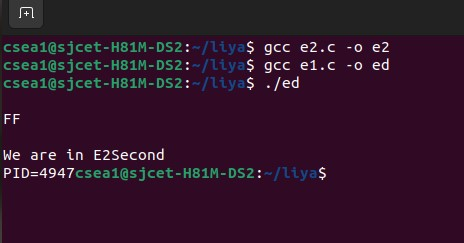 csea1@sjcet-H81M-DS2:~/liya$ gcc e2.c -o e2
csea1@sjcet-H81M-DS2:~/liya$ gcc e1.c -o ed
csea1@sjcet-H81M-DS2:~/liya$ ./ed
FF
We are in E2Second
PID=4947csea1@sjcet-H81M-DS2:~/liya$